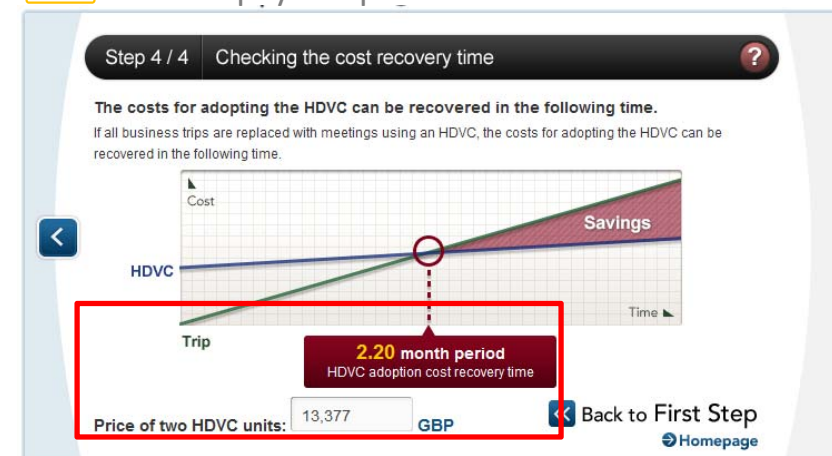 Step 4 / 4 Checking the cost recovery time ?
The costs for adopting the HDVC can be recovered in the following time.
If all business trips are replaced with meetings using an HDVC, the costs for adopting the HDVC can be
recovered in the following time.
Cost
Savings
HDVC
Time
Trip
2.20 month period
HDVC adoption cost recovery time
Price of two HDVC units: 13,377 GBP
Back to First Step
Homepage